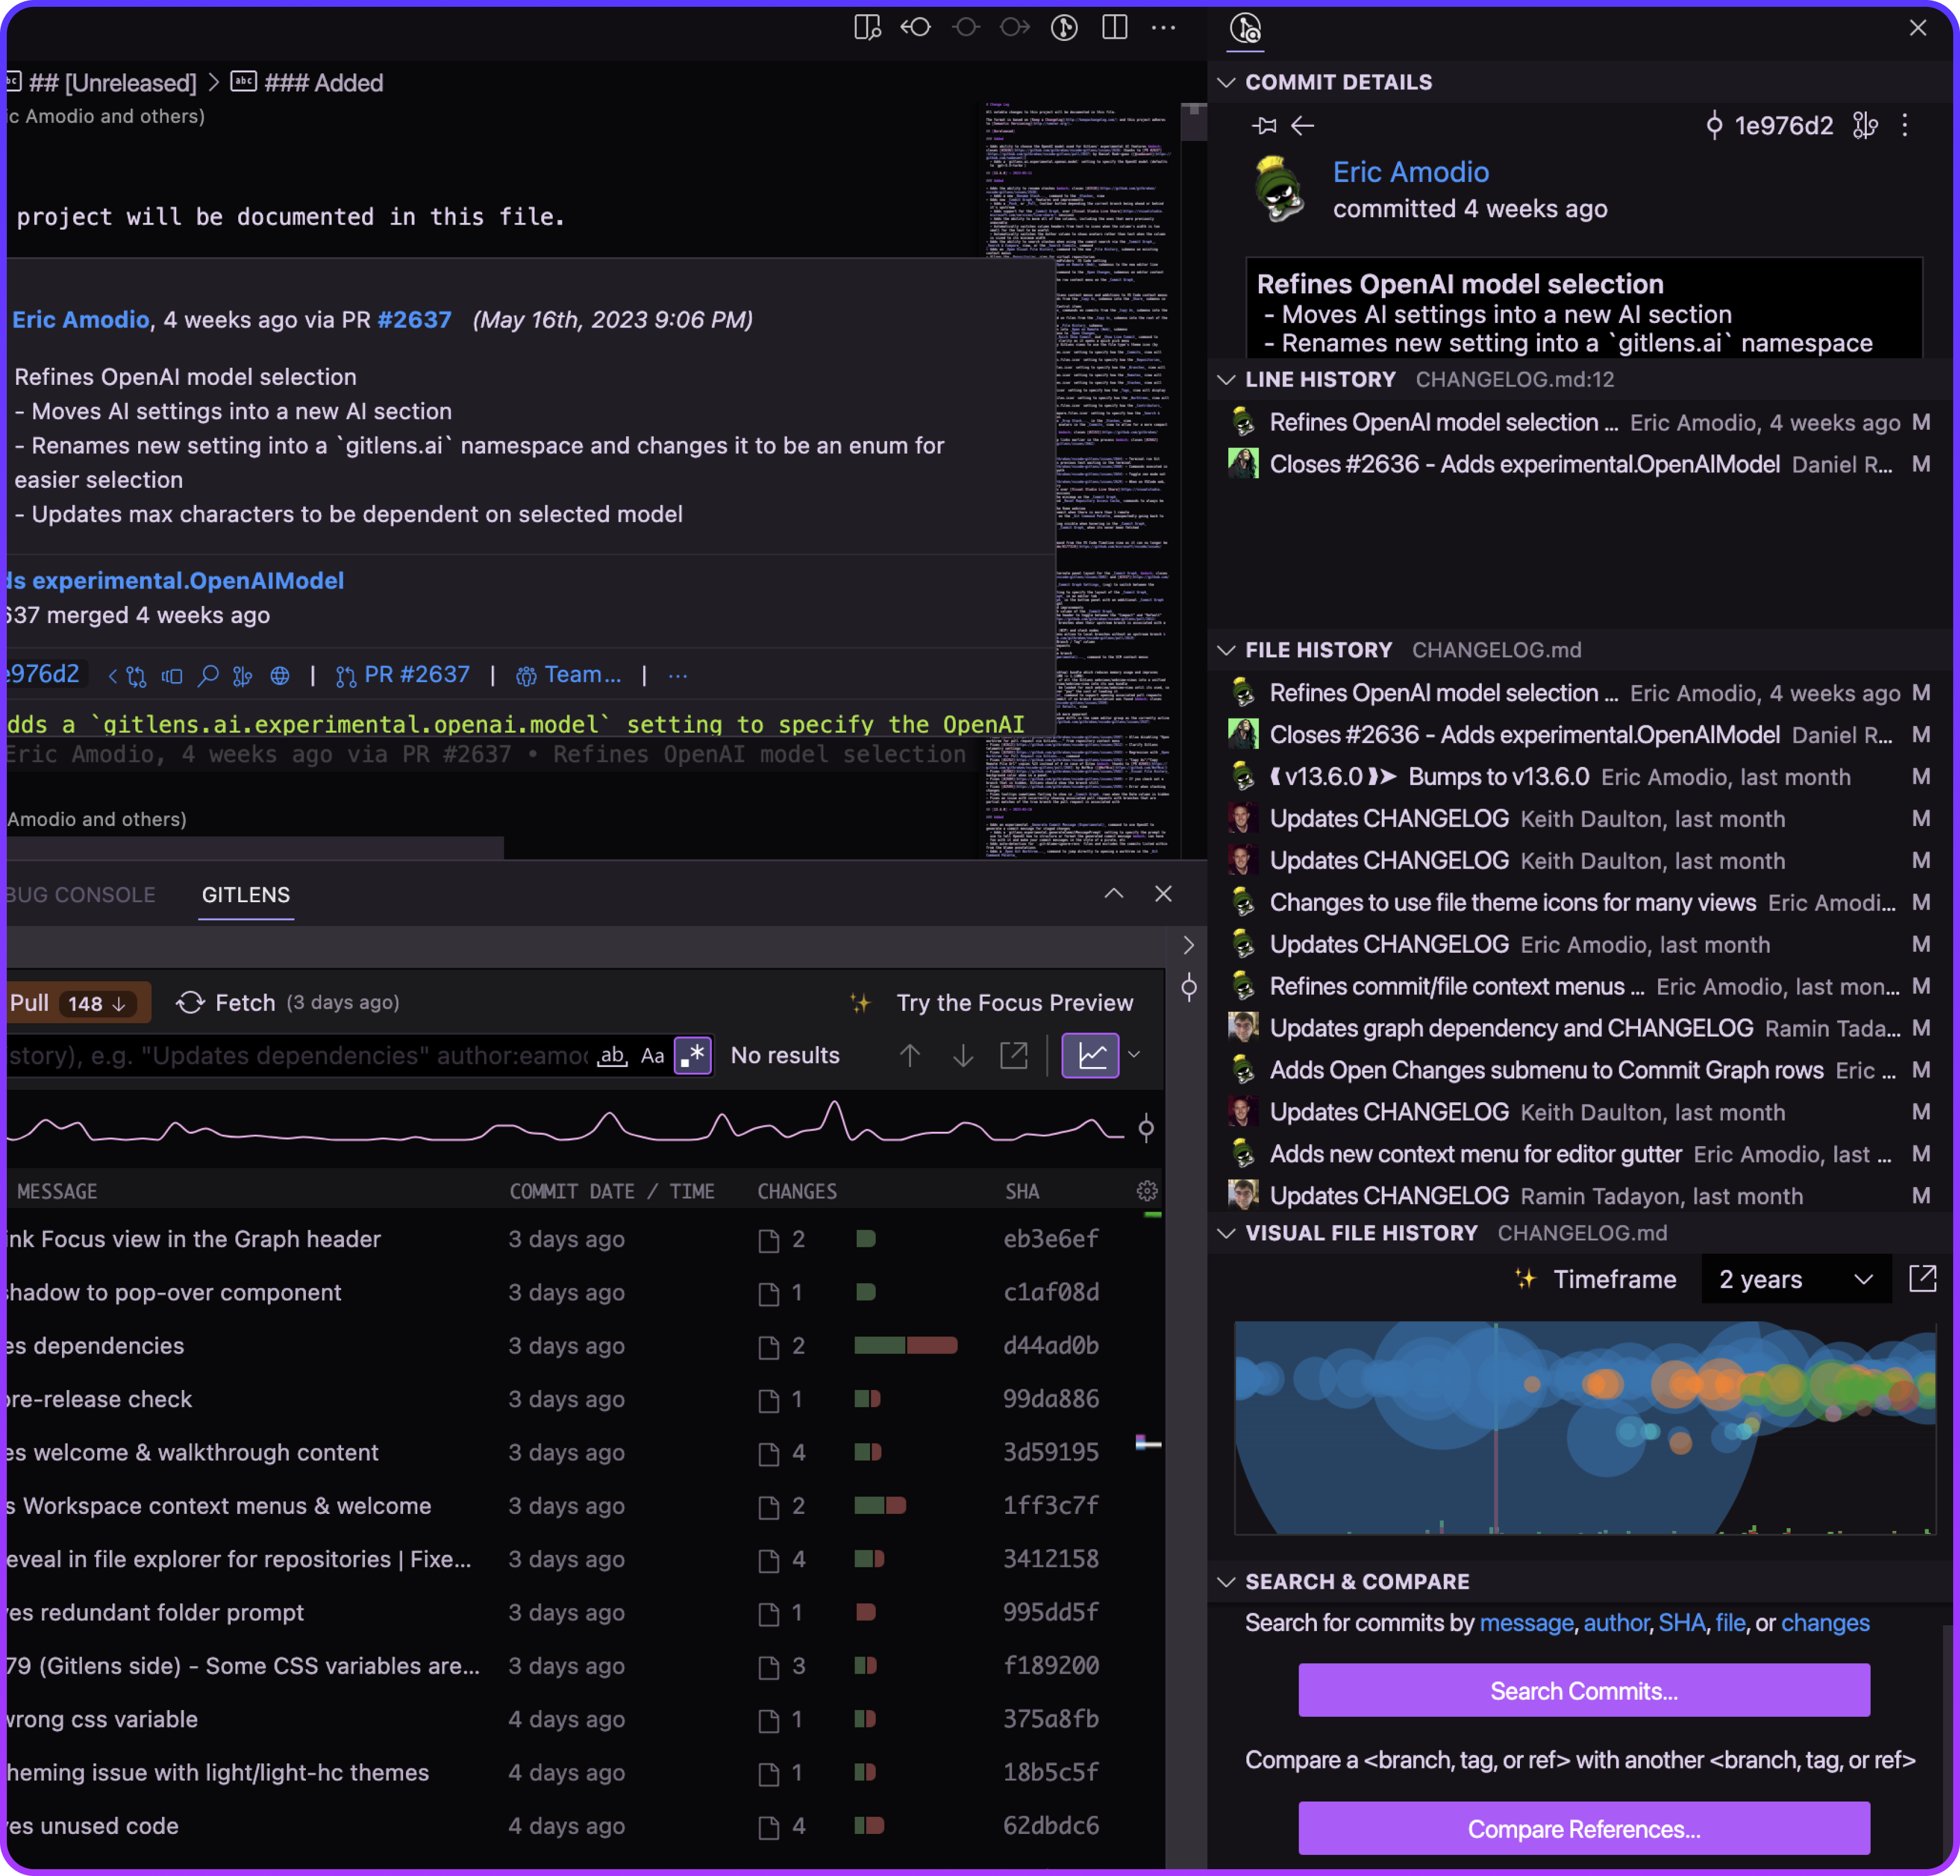 ## [Unreleased] > ### Added
c Amodio and others)
project will be documented in this file.
Eric Amodio, 4 weeks ago via PR #2637 (May 16th, 2023 9:06 PM)
Refines OpenAI model selection
- Moves AI settings into a new AI section
- Renames new setting into a `gitlens.ai` namespace and changes it to be an enum for
easier selection
- Updates max characters to be dependent on selected model
ds experimental.OpenAIModel
637 merged 4 weeks ago
e976d2 | PR #2637 | Team... | ...
dds a `gitlens.ai.experimental.openai.model` setting to specify the OpenAI
Eric Amodio, 4 weeks ago via PR #2637 • Refines OpenAI model selection
Amodio and others)
BUG CONSOLE
GITLENS
Pull 148 ↓
Fetch (3 days ago)
Try the Focus Preview
story), e.g. "Updates dependencies" author:eamo
ab Aa .*
No results
MESSAGE COMMIT DATE / TIME CHANGES SHA
ink Focus view in the Graph header 3 days ago 2 eb3e6ef
shadow to pop-over component 3 days ago 1 c1af08d
es dependencies 3 days ago 2 d44ad0b
ore-release check 3 days ago 1 99da886
es welcome & walkthrough content 3 days ago 4 3d59195
s Workspace context menus & welcome 3 days ago 2 1ff3c7f
eveal in file explorer for repositories | Fixe... 3 days ago 4 3412158
ves redundant folder prompt 3 days ago 1 995dd5f
79 (Gitlens side) - Some CSS variables are... 3 days ago 3 f189200
wrong css variable 4 days ago 1 375a8fb
heming issue with light/light-hc themes 4 days ago 1 18b5c5f
ves unused code 4 days ago 4 62dbdc6
COMMIT DETAILS
1e976d2
Eric Amodio
committed 4 weeks ago
Refines OpenAI model selection
- Moves AI settings into a new AI section
- Renames new setting into a `gitlens.ai` namespace
LINE HISTORY CHANGELOG.md:12
Refines OpenAI model selection ... Eric Amodio, 4 weeks ago M
Closes #2636 - Adds experimental.OpenAIModel Daniel R... M
FILE HISTORY CHANGELOG.md
Refines OpenAI model selection ... Eric Amodio, 4 weeks ago M
Closes #2636 - Adds experimental.OpenAIModel Daniel R... M
v13.6.0 Bumps to v13.6.0 Eric Amodio, last month M
Updates CHANGELOG Keith Daulton, last month M
Updates CHANGELOG Keith Daulton, last month M
Changes to use file theme icons for many views Eric Amodi... M
Updates CHANGELOG Eric Amodio, last month M
Refines commit/file context menus ... Eric Amodio, last mon... M
Updates graph dependency and CHANGELOG Ramin Tada... M
Adds Open Changes submenu to Commit Graph rows Eric ... M
Updates CHANGELOG Keith Daulton, last month M
Adds new context menu for editor gutter Eric Amodio, last ... M
Updates CHANGELOG Ramin Tadayon, last month M
VISUAL FILE HISTORY CHANGELOG.md
Timeframe 2 years
SEARCH & COMPARE
Search for commits by message, author, SHA, file, or changes
Search Commits...
Compare a <branch, tag, or ref> with another <branch, tag, or ref>
Compare References...